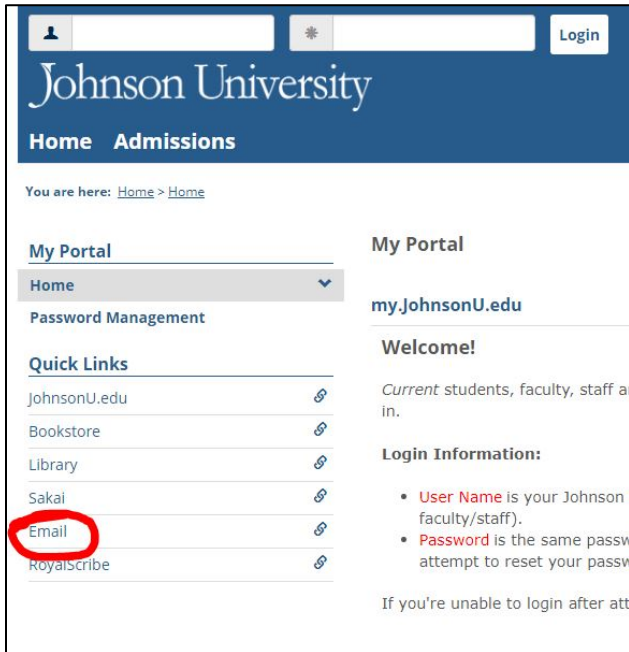 Login
Johnson University
Home Admissions
You are here: Home > Home
My Portal
Home
Password Management
Quick Links
JohnsonU.edu
Bookstore
Library
Sakai
Email
RoyalScribe
My Portal
my.JohnsonU.edu
Welcome!
Current students, faculty, staff
in.
Login Information:
User Name is your Johnson
faculty/staff).
Password is the same
attempt to reset your
If you're unable to login after